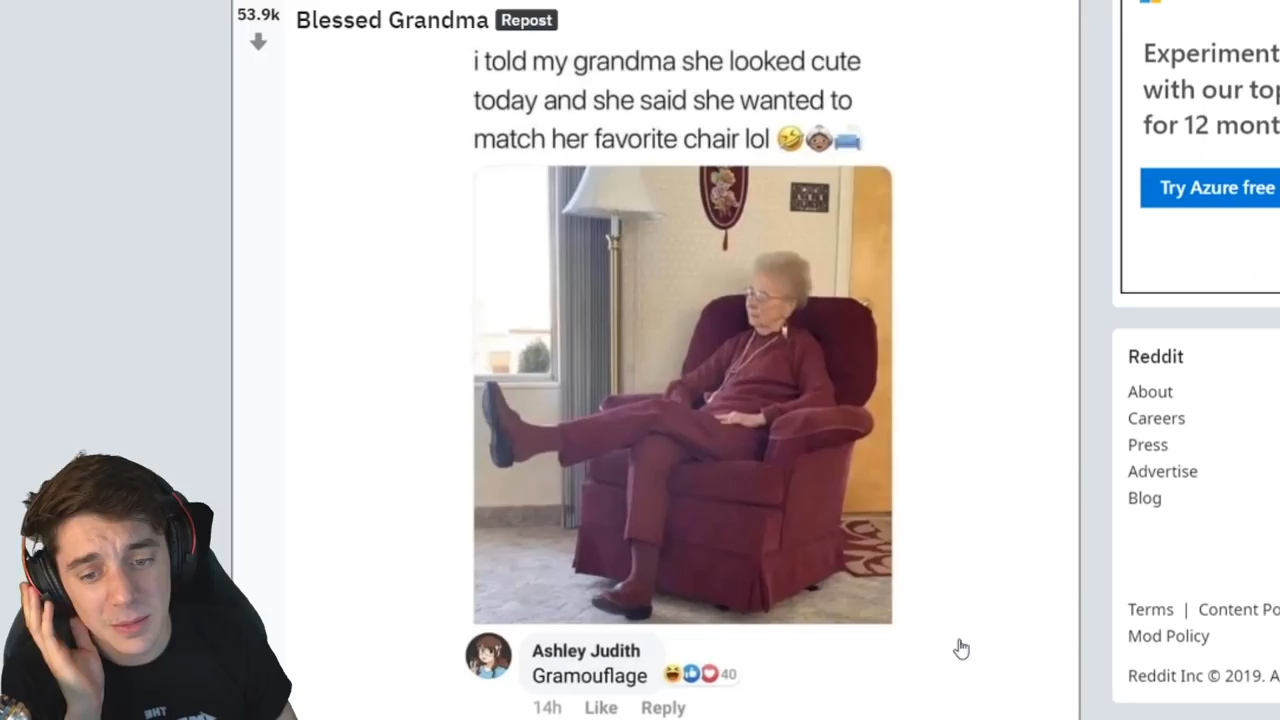 53.9k
Blessed Grandma Repost
i told my grandma she looked cute
today and she said she wanted to
match her favorite chair lol 🤣👵🏽🛏️
Ashley Judith
Gramouflage
40
14h Like Reply
Experiment
with our top
for 12 mont
Try Azure free
Reddit
About
Careers
Press
Advertise
Blog
Terms | Content Po
Mod Policy
Reddit Inc © 2019. A